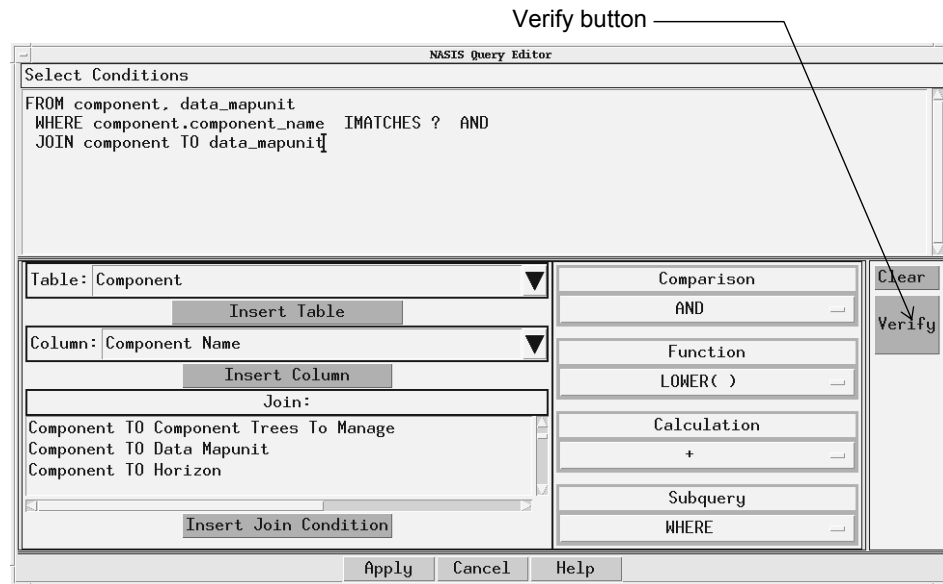 Verify button
NASIS Query Editor
Select Conditions
FROM component, data_mapunit
WHERE component.component_name IMATCHES ? AND
JOIN component TO data_mapunit
Table: Component
Insert Table
Column: Component Name
Insert Column
Join:
Component TO Component Trees To Manage
Component TO Data Mapunit
Component TO Horizon
Insert Join Condition
Comparison
AND
Function
LOWER( )
Calculation
+
Subquery
WHERE
Clear
Verify
Apply Cancel Help